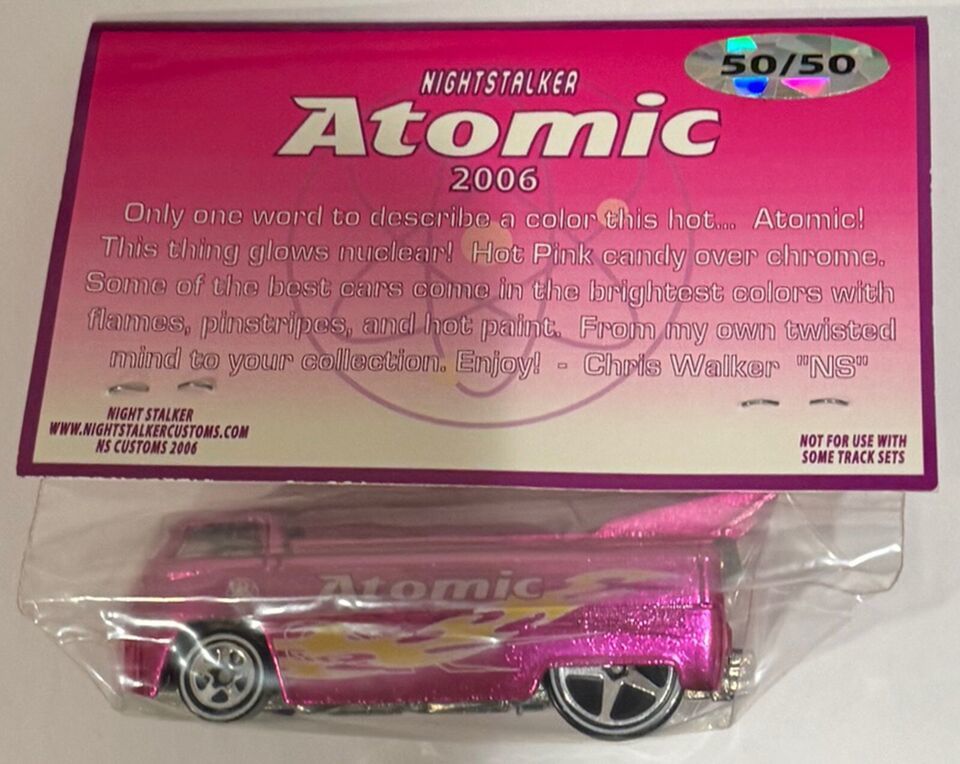 50/50
NIGHTSTALKER
Atomic
2006
Only one word to describe a color this hot... Atomic!
This thing glows nuclear! Hot Pink candy over chrome.
Some of the best cars come in the brightest colors with
flames, pinstripes, and hot paint. From my own twisted
mind to your collection. Enjoy! - Chris Walker "NS"
NIGHT STALKER
WWW.NIGHTSTALKERCUSTOMS.COM
NS CUSTOMS 2006
NOT FOR USE WITH
SOME TRACK SETS
Atomic